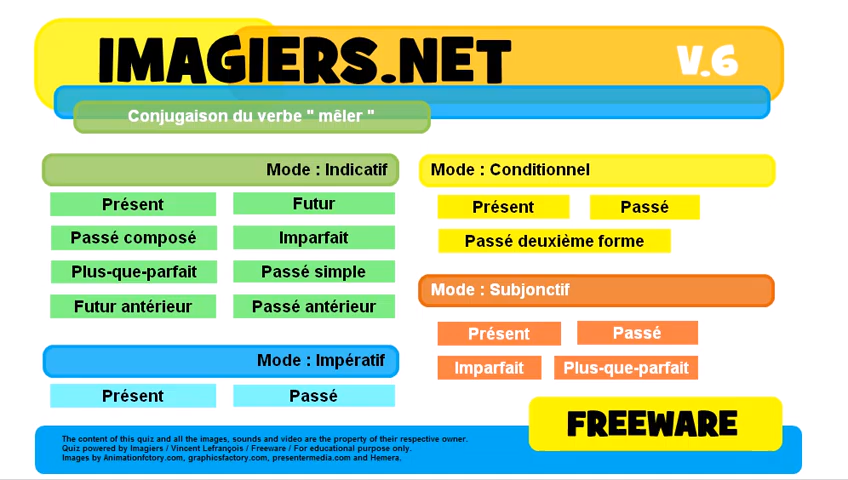 IMAGIERS.NET
V.6
Conjugaison du verbe " mêler "
Mode : Indicatif
Présent
Futur
Passé composé
Imparfait
Plus-que-parfait
Passé simple
Futur antérieur
Passé antérieur
Mode : Impératif
Présent
Passé
Mode : Conditionnel
Présent
Passé
Passé deuxième forme
Mode : Subjonctif
Présent
Passé
Imparfait
Plus-que-parfait
FREEWARE
The content of this quiz and all the images, sounds and video are the property of their respective owner.
Quiz powered by Imagiers / Vincent Lefrançois / Freeware / For educational purpose only.
Images by Animationfctory.com, graphicsfactory.com, presentermedia.com and Hemera.